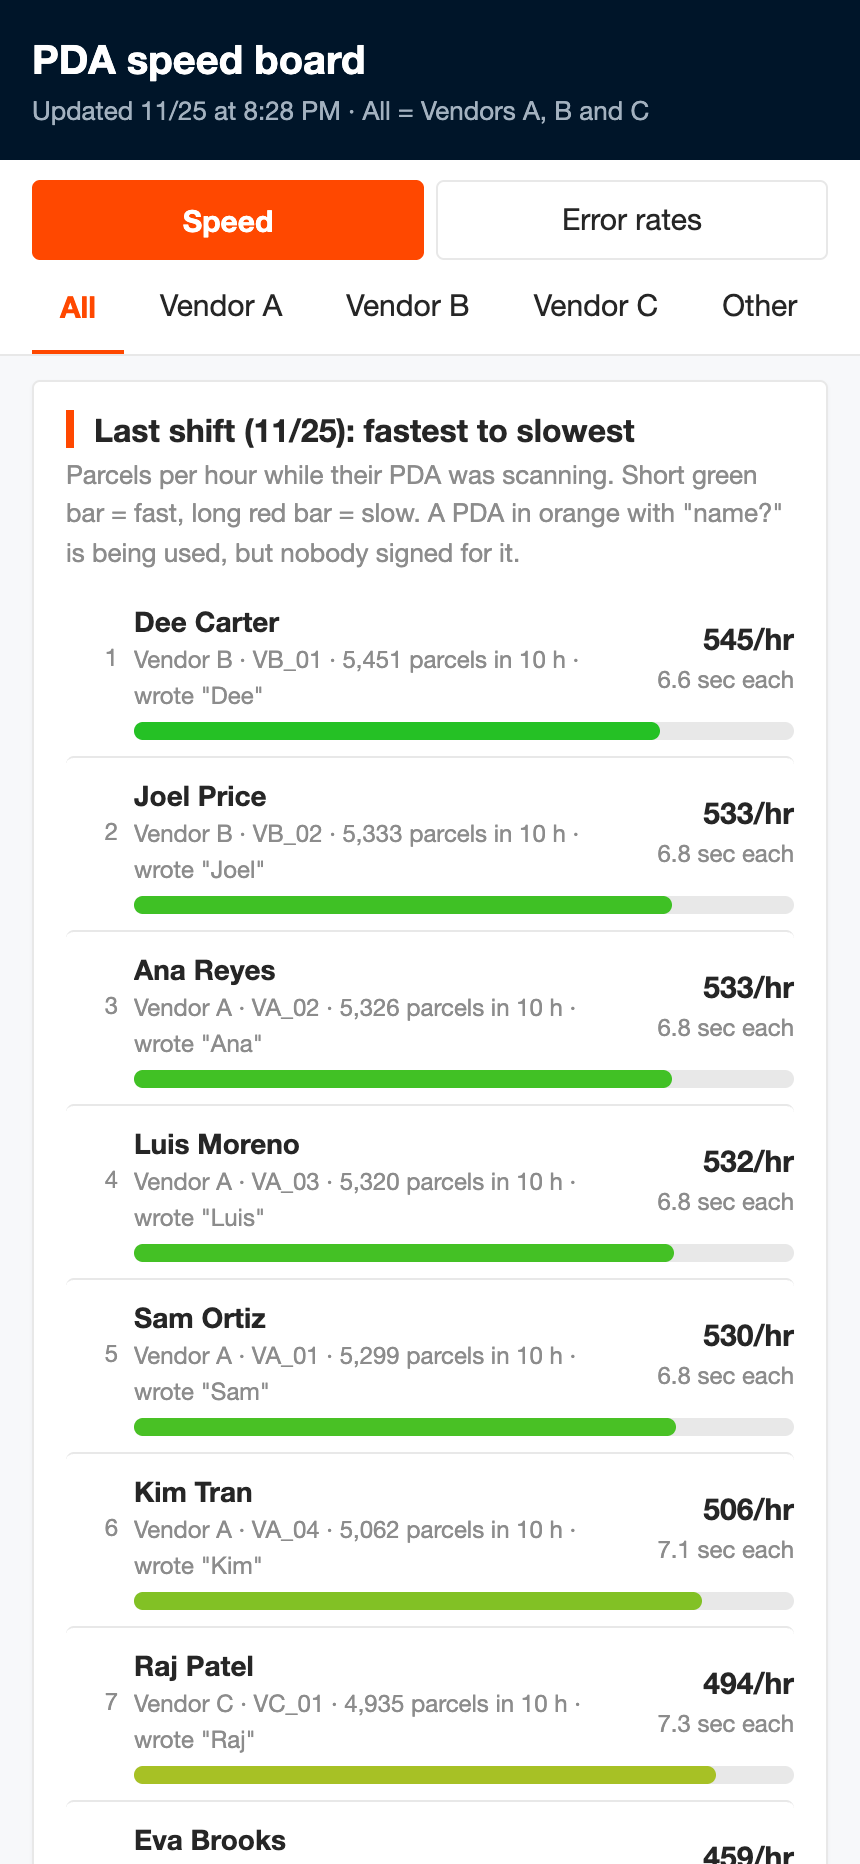 PDA speed board
Updated 11/25 at 8:28 PM · All = Vendors A, B and C
Speed
Error rates
All
Vendor A
Vendor B
Vendor C
Other
Last shift (11/25): fastest to slowest
Parcels per hour while their PDA was scanning. Short green
bar = fast, long red bar = slow. A PDA in orange with "name?"
is being used, but nobody signed for it.
1
Dee Carter
Vendor B · VB_01 · 5,451 parcels in 10 h ·
wrote "Dee"
545/hr
6.6 sec each
2
Joel Price
Vendor B · VB_02 · 5,333 parcels in 10 h ·
wrote "Joel"
533/hr
6.8 sec each
3
Ana Reyes
Vendor A · VA_02 · 5,326 parcels in 10 h ·
wrote "Ana"
533/hr
6.8 sec each
4
Luis Moreno
Vendor A · VA_03 · 5,320 parcels in 10 h ·
wrote "Luis"
532/hr
6.8 sec each
5
Sam Ortiz
Vendor A · VA_01 · 5,299 parcels in 10 h ·
wrote "Sam"
530/hr
6.8 sec each
6
Kim Tran
Vendor A · VA_04 · 5,062 parcels in 10 h ·
wrote "Kim"
506/hr
7.1 sec each
7
Raj Patel
Vendor C · VC_01 · 4,935 parcels in 10 h ·
wrote "Raj"
494/hr
7.3 sec each
Eva Brooks
459/hr